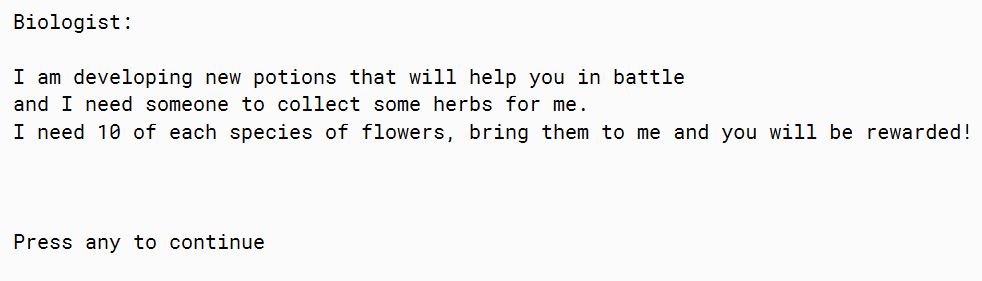 Biologist:
I am developing new potions that will help you in battle
and I need someone to collect some herbs for me.
I need 10 of each species of flowers, bring them to me and you will be rewarded!
Press any to continue